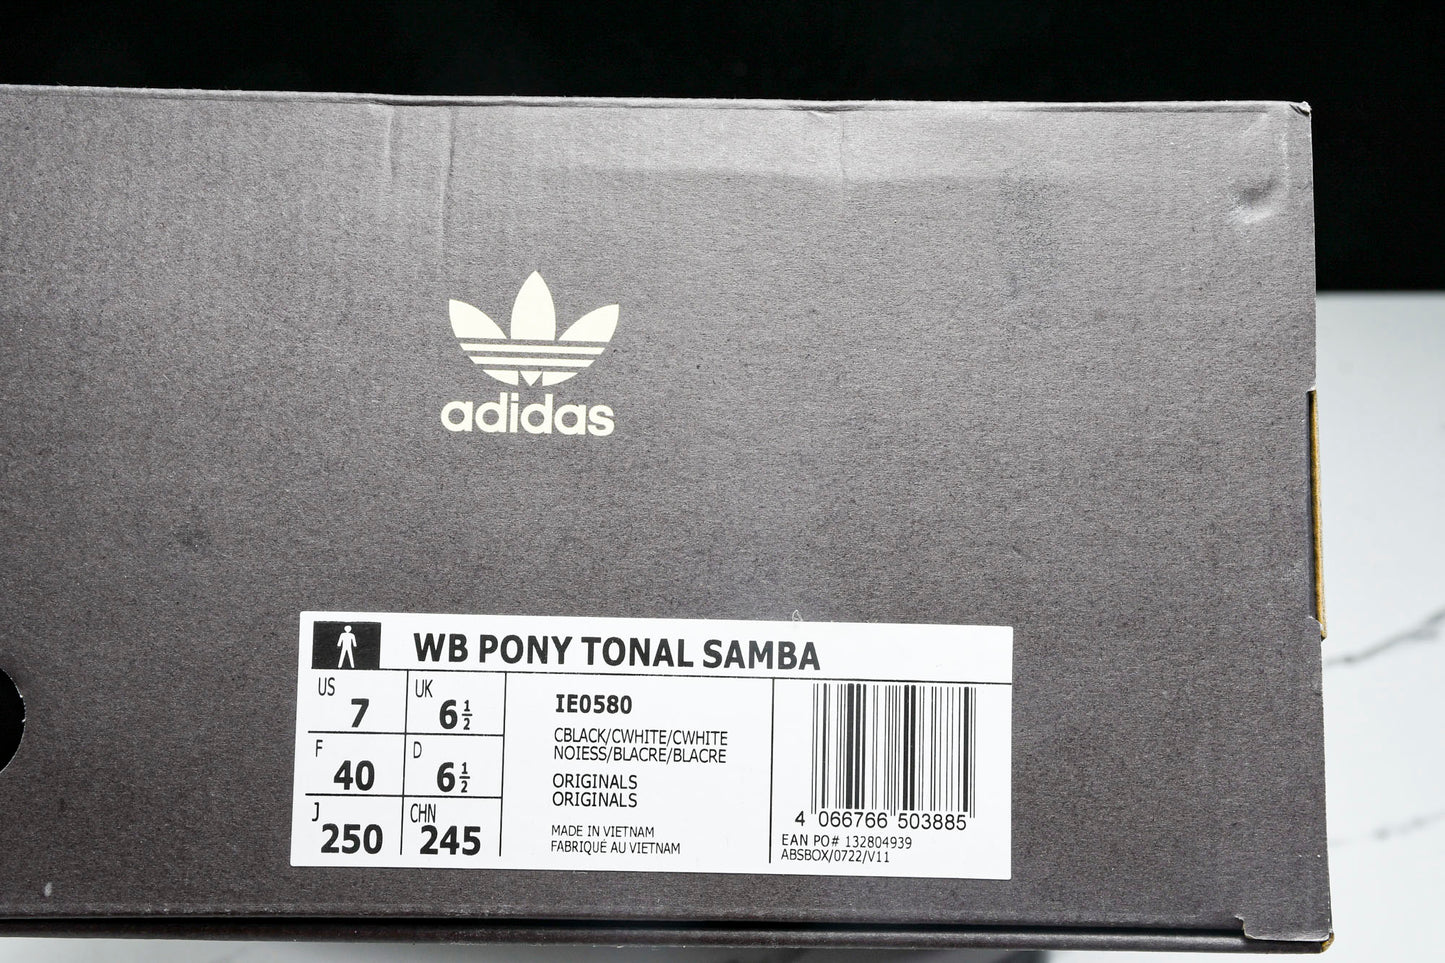 adidas
WB PONY TONAL SAMBA
US
7
UK
6 1/2
F
40
D
6 1/2
J
250
CHN
245
IE0580
CBLACK/CWHITE/CWHITE
NOIESS/BLACRE/BLACRE
ORIGINALS
ORIGINALS
MADE IN VIETNAM
FABRIQUÉ AU VIETNAM
4 066766 503885
EAN PO# 132804939
ABSBOX/0722/V11